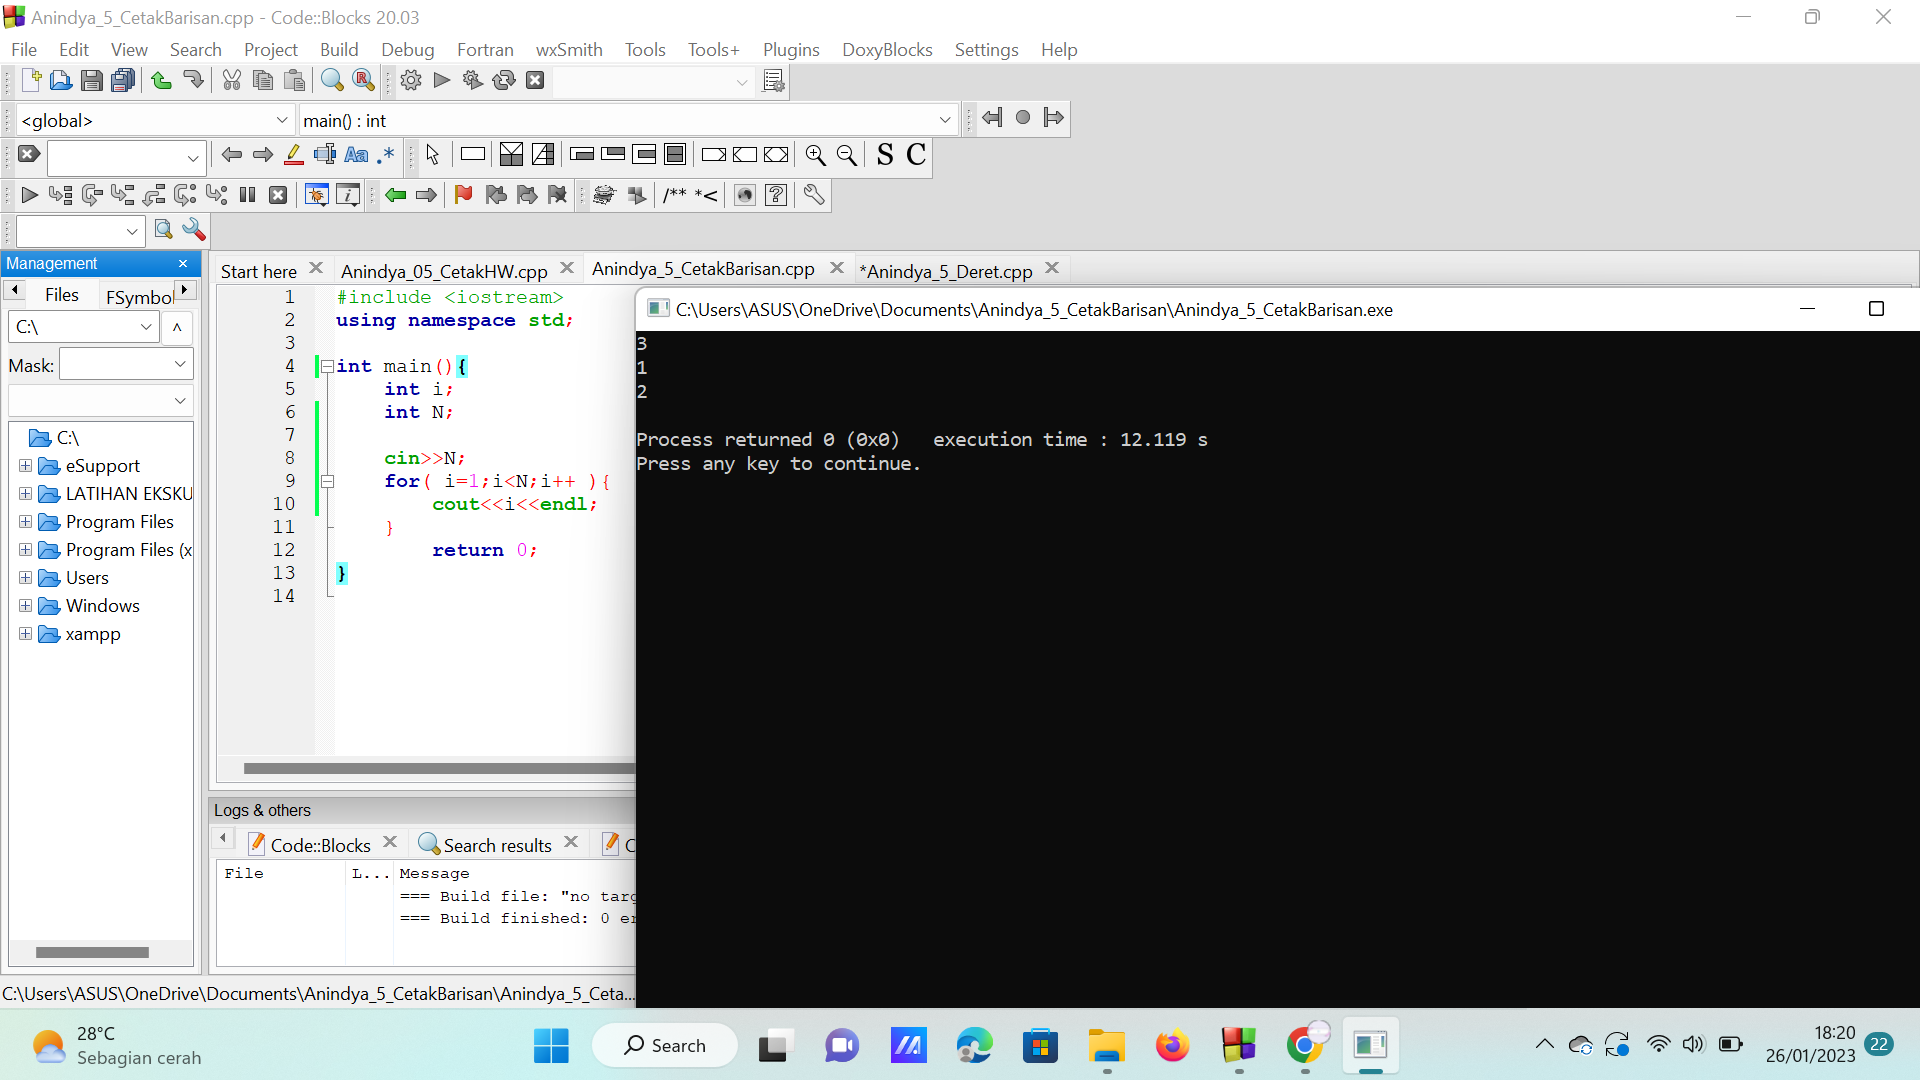 Anindya_5_CetakBarisan.cpp - Code::Blocks 20.03
File Edit View Search Project Build Debug Fortran wxSmith Tools Tools+ Plugins DoxyBlocks Settings Help
<global> main() : int
Aa .* S C
/** *<
Management
Files FSymbol
C:\
Mask:
C:\
eSupport
LATIHAN EKSKU
Program Files
Program Files (x
Users
Windows
xampp
Start here Anindya_05_CetakHW.cpp Anindya_5_CetakBarisan.cpp *Anindya_5_Deret.cpp
1 #include <iostream>
2 using namespace std;
3
4 int main(){
5 int i;
6 int N;
7
8 cin>>N;
9 for( i=1;i<N;i++ ){
10 cout<<i<<endl;
11 }
12 return 0;
13 }
14
C:\Users\ASUS\OneDrive\Documents\Anindya_5_CetakBarisan\Anindya_5_CetakBarisan.exe
3
1
2
Process returned 0 (0x0) execution time : 12.119 s
Press any key to continue.
Logs & others
Code::Blocks Search results C
File L... Message
=== Build file: "no targ
=== Build finished: 0 er
C:\Users\ASUS\OneDrive\Documents\Anindya_5_CetakBarisan\Anindya_5_Ceta...
28°C
Sebagian cerah
Search
18:20
26/01/2023
22